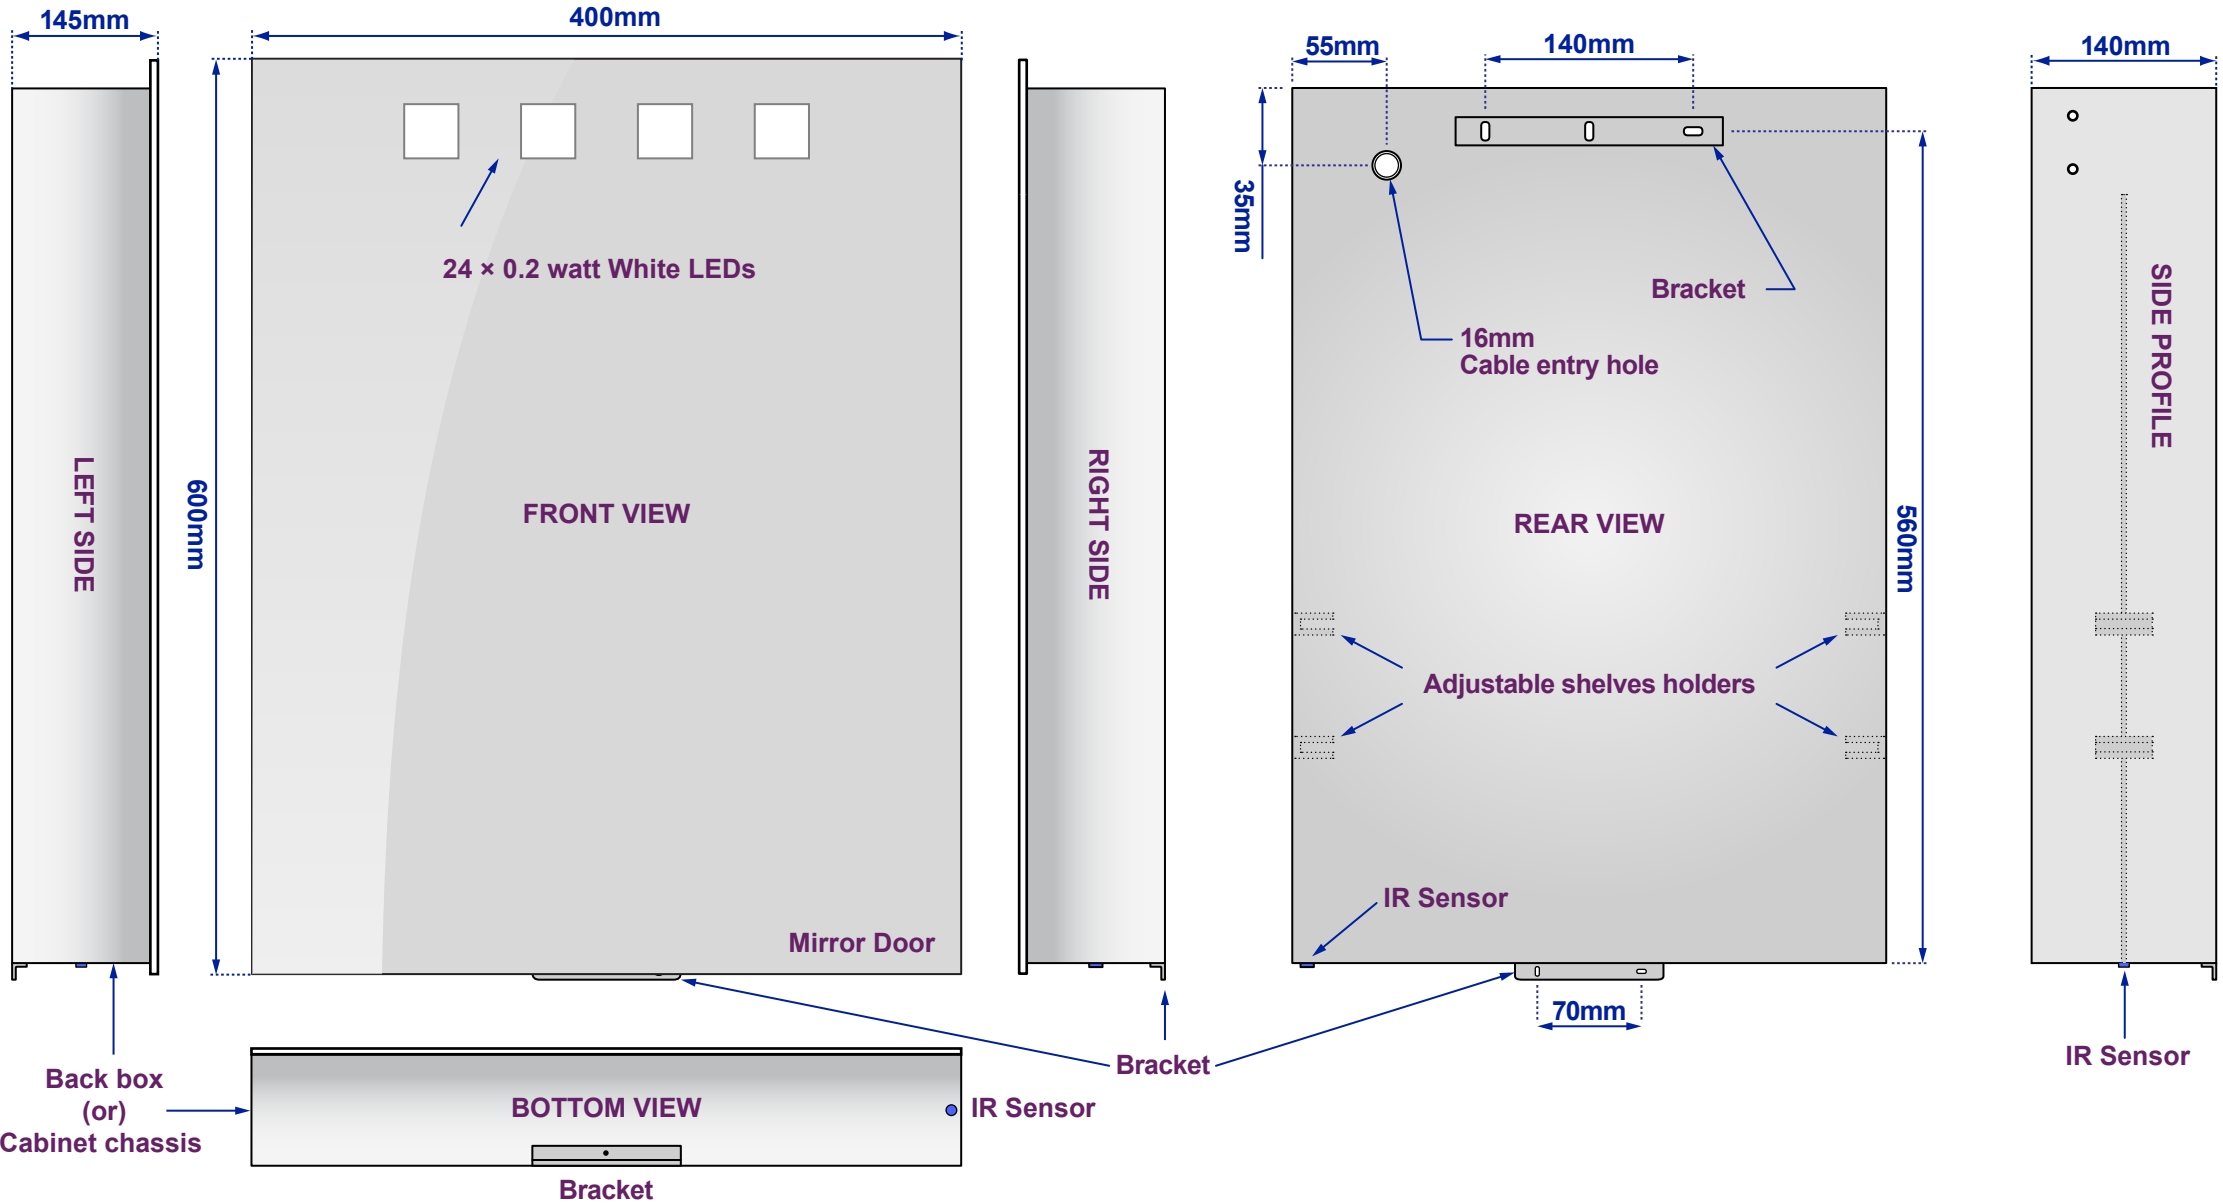 145mm
400mm
55mm
140mm
140mm
35mm
24 × 0.2 watt White LEDs
Bracket
16mm
Cable entry hole
SIDE PROFILE
LEFT SIDE
600mm
FRONT VIEW
RIGHT SIDE
REAR VIEW
560mm
Adjustable shelves holders
IR Sensor
Mirror Door
70mm
Bracket
IR Sensor
Back box
(or)
Cabinet chassis
BOTTOM VIEW
IR Sensor
Bracket